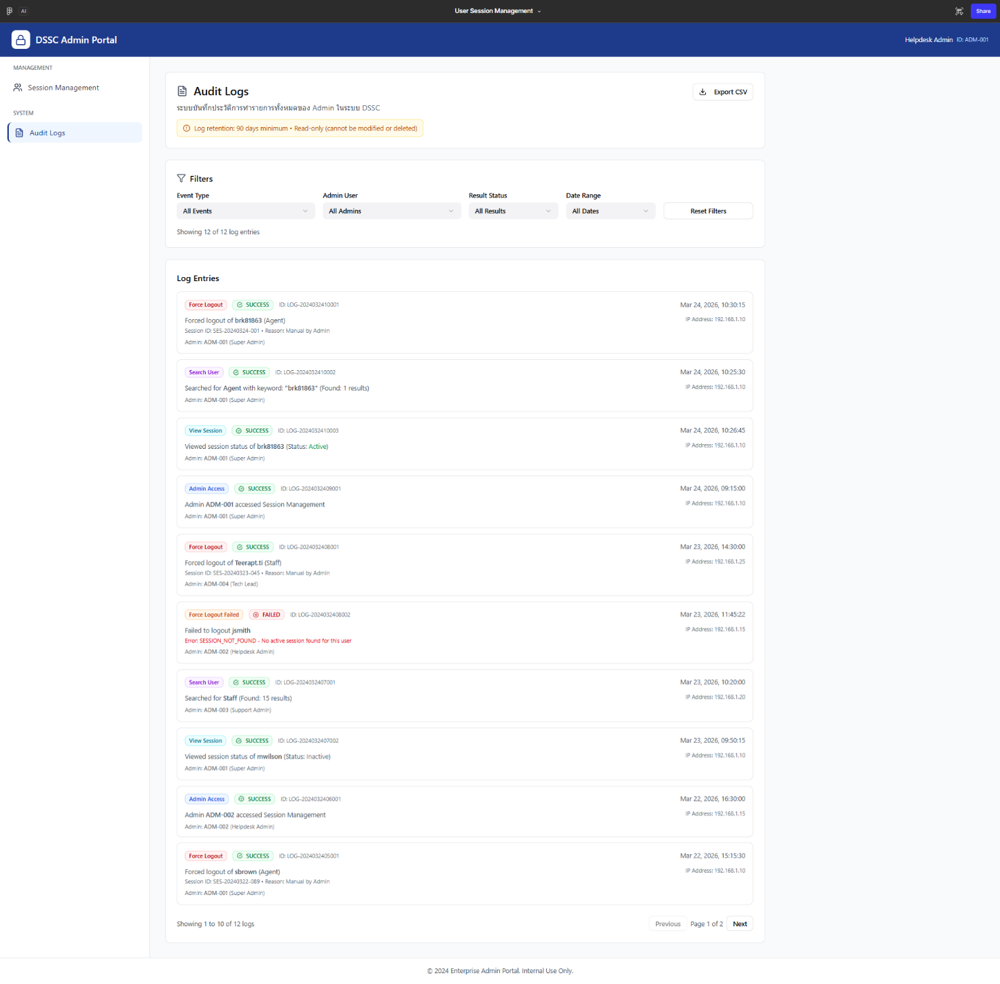 AI
User Session Management
Share
DSSC Admin Portal
Helpdesk Admin ID: ADM-001
MANAGEMENT
Session Management
SYSTEM
Audit Logs
Audit Logs
Export CSV
ระบบบันทึกประวัติการทำรายการทั้งหมดของ Admin ในระบบ DSSC
Log retention: 90 days minimum • Read-only (cannot be modified or deleted)
Filters
Event Type Admin User Result Status Date Range
All Events All Admins All Results All Dates Reset Filters
Showing 12 of 12 log entries
Log Entries
Force Logout SUCCESS ID: LOG-2024032410001 Mar 24, 2026, 10:30:15
Forced logout of brk81863 (Agent) IP Address: 192.168.1.10
Session ID: SES-20240324-001 • Reason: Manual by Admin
Admin: ADM-001 (Super Admin)
Search User SUCCESS ID: LOG-2024032410002 Mar 24, 2026, 10:25:30
Searched for Agent with keyword: "brk81863" (Found: 1 results) IP Address: 192.168.1.10
Admin: ADM-001 (Super Admin)
View Session SUCCESS ID: LOG-2024032410003 Mar 24, 2026, 10:26:45
Viewed session status of brk81863 (Status: Active) IP Address: 192.168.1.10
Admin: ADM-001 (Super Admin)
Admin Access SUCCESS ID: LOG-2024032409001 Mar 24, 2026, 09:15:00
Admin ADM-001 accessed Session Management IP Address: 192.168.1.10
Admin: ADM-001 (Super Admin)
Force Logout SUCCESS ID: LOG-2024032408001 Mar 23, 2026, 14:30:00
Forced logout of Teerapt.ti (Staff) IP Address: 192.168.1.25
Session ID: SES-20240323-045 • Reason: Manual by Admin
Admin: ADM-004 (Tech Lead)
Force Logout Failed FAILED ID: LOG-2024032408002 Mar 23, 2026, 11:45:22
Failed to logout jsmith IP Address: 192.168.1.15
Error: SESSION_NOT_FOUND - No active session found for this user
Admin: ADM-002 (Helpdesk Admin)
Search User SUCCESS ID: LOG-2024032407001 Mar 23, 2026, 10:20:00
Searched for Staff (Found: 15 results) IP Address: 192.168.1.20
Admin: ADM-003 (Support Admin)
View Session SUCCESS ID: LOG-2024032407002 Mar 23, 2026, 09:50:15
Viewed session status of mwilson (Status: Inactive) IP Address: 192.168.1.10
Admin: ADM-001 (Super Admin)
Admin Access SUCCESS ID: LOG-2024032406001 Mar 22, 2026, 16:30:00
Admin ADM-002 accessed Session Management IP Address: 192.168.1.15
Admin: ADM-002 (Helpdesk Admin)
Force Logout SUCCESS ID: LOG-2024032405001 Mar 22, 2026, 15:15:30
Forced logout of sbrown (Agent) IP Address: 192.168.1.10
Session ID: SES-20240322-089 • Reason: Manual by Admin
Admin: ADM-001 (Super Admin)
Showing 1 to 10 of 12 logs Previous Page 1 of 2 Next
© 2024 Enterprise Admin Portal. Internal Use Only.